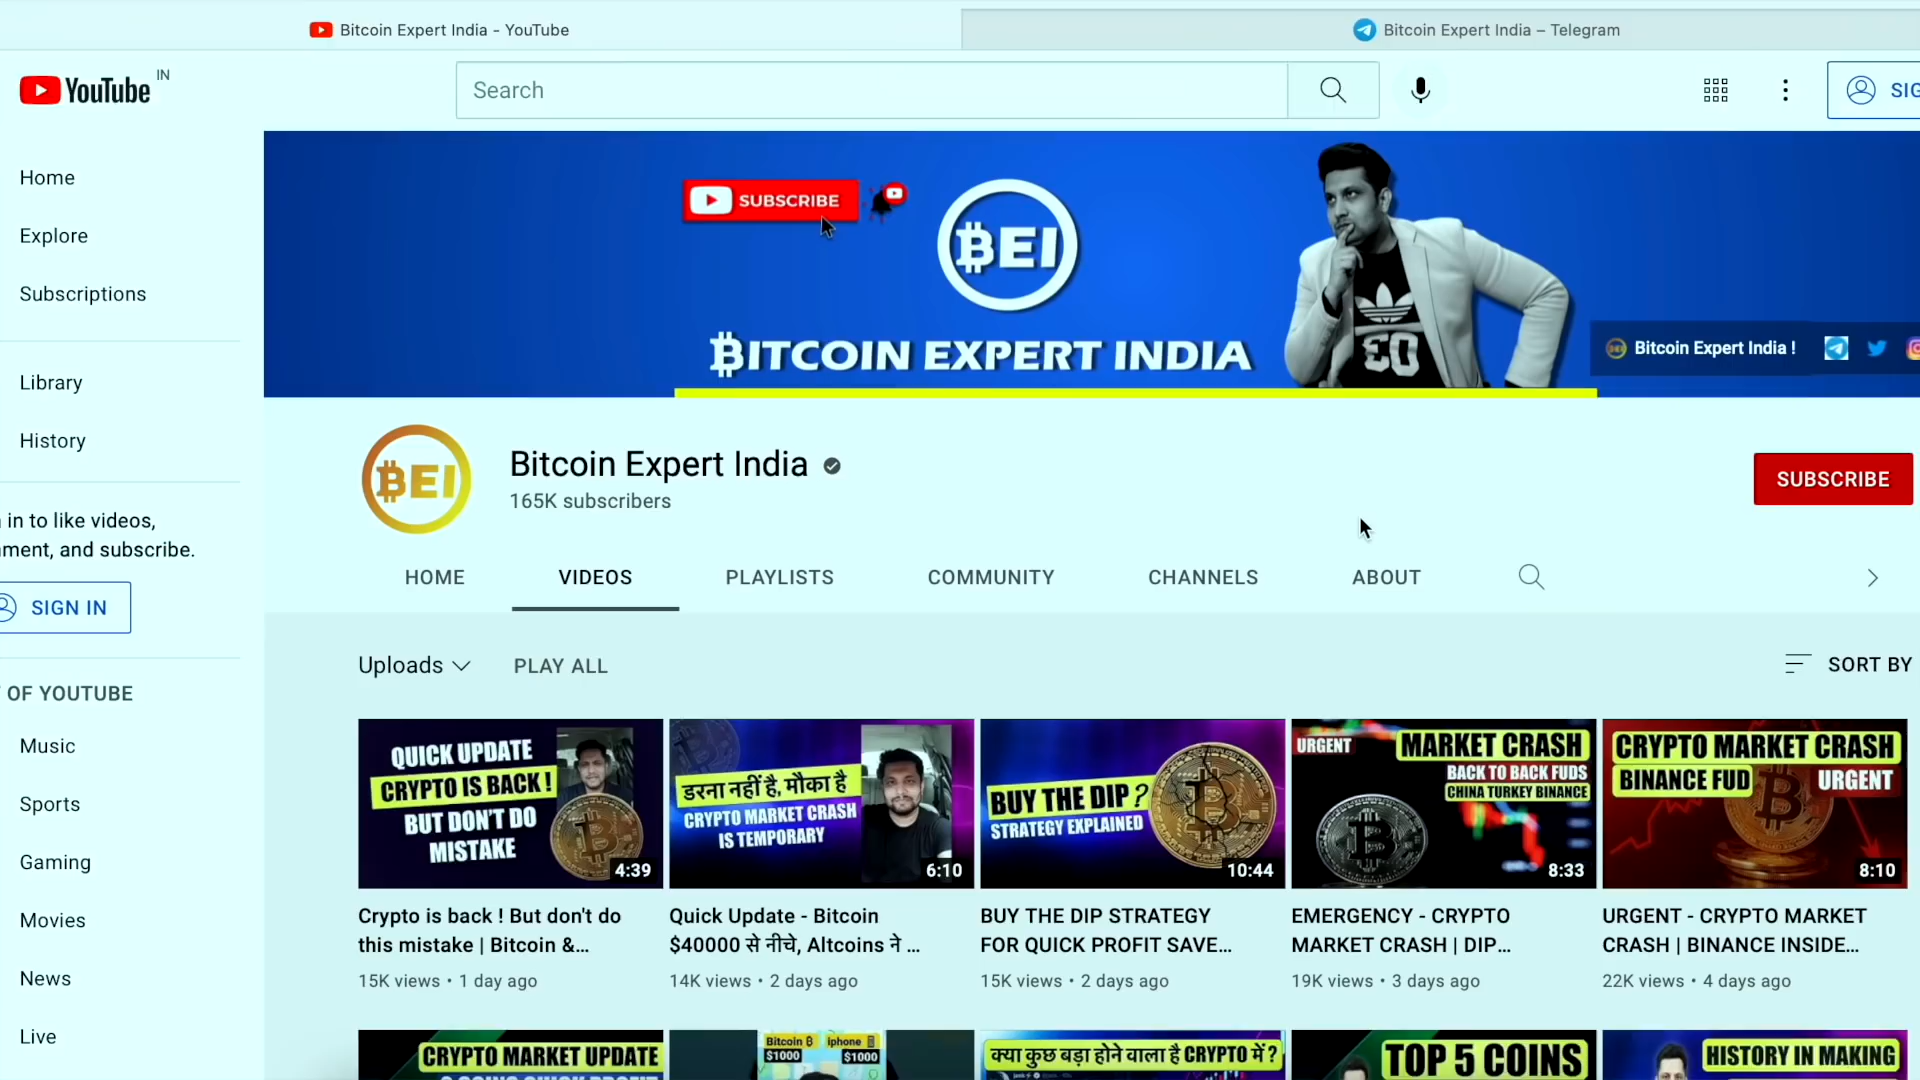 Bitcoin Expert India - YouTube
Bitcoin Expert India – Telegram
YouTube IN
Search
SIG
Home
Explore
Subscriptions
Library
History
in to like videos,
ment, and subscribe.
SIGN IN
OF YOUTUBE
Music
Sports
Gaming
Movies
News
Live
SUBSCRIBE
₿EI
₿ITCOIN EXPERT INDIA
Bitcoin Expert India !
₿EI
Bitcoin Expert India
165K subscribers
SUBSCRIBE
HOME
VIDEOS
PLAYLISTS
COMMUNITY
CHANNELS
ABOUT
Uploads
PLAY ALL
SORT BY
QUICK UPDATE
CRYPTO IS BACK !
BUT DON'T DO
MISTAKE
4:39
Crypto is back ! But don't do
this mistake | Bitcoin &...
15K views • 1 day ago
डरना नहीं है, मौका है
CRYPTO MARKET CRASH
IS TEMPORARY
6:10
Quick Update - Bitcoin
$40000 से नीचे, Altcoins ने ...
14K views • 2 days ago
BUY THE DIP ?
STRATEGY EXPLAINED
10:44
BUY THE DIP STRATEGY
FOR QUICK PROFIT SAVE...
15K views • 2 days ago
URGENT
MARKET CRASH
BACK TO BACK FUDS
CHINA TURKEY BINANCE
8:33
EMERGENCY - CRYPTO
MARKET CRASH | DIP...
19K views • 3 days ago
CRYPTO MARKET CRASH
BINANCE FUD
URGENT
8:10
URGENT - CRYPTO MARKET
CRASH | BINANCE INSIDE...
22K views • 4 days ago
CRYPTO MARKET UPDATE
Bitcoin ₿
$1000
iphone
$1000
क्या कुछ बड़ा होने वाला है CRYPTO में ?
TOP 5 COINS
HISTORY IN MAKING